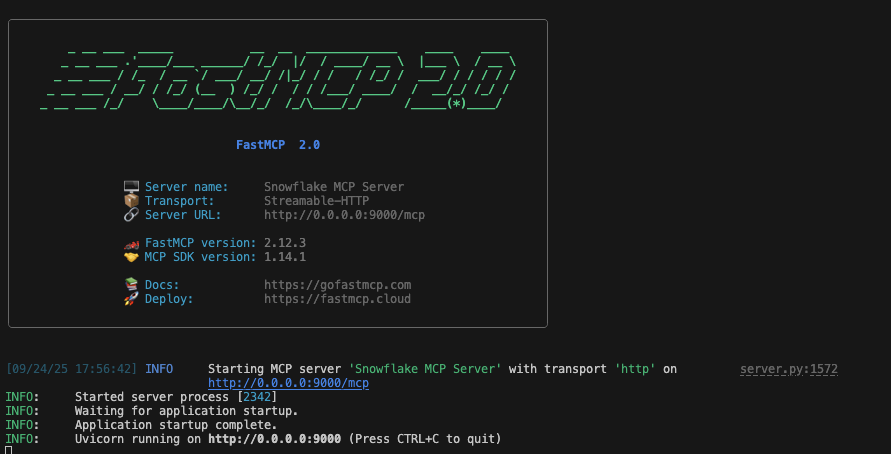 FastMCP 2.0
FastMCP  2.0
Server name:     Snowflake MCP Server
Transport:       Streamable-HTTP
Server URL:      http://0.0.0.0:9000/mcp
FastMCP version: 2.12.3
MCP SDK version: 1.14.1
Docs:            https://gofastmcp.com
Deploy:          https://fastmcp.cloud
[09/24/25 17:56:42] INFO     Starting MCP server 'Snowflake MCP Server' with transport 'http' on         server.py:1572
http://0.0.0.0:9000/mcp
INFO:     Started server process [2342]
INFO:     Waiting for application startup.
INFO:     Application startup complete.
INFO:     Uvicorn running on http://0.0.0.0:9000 (Press CTRL+C to quit)